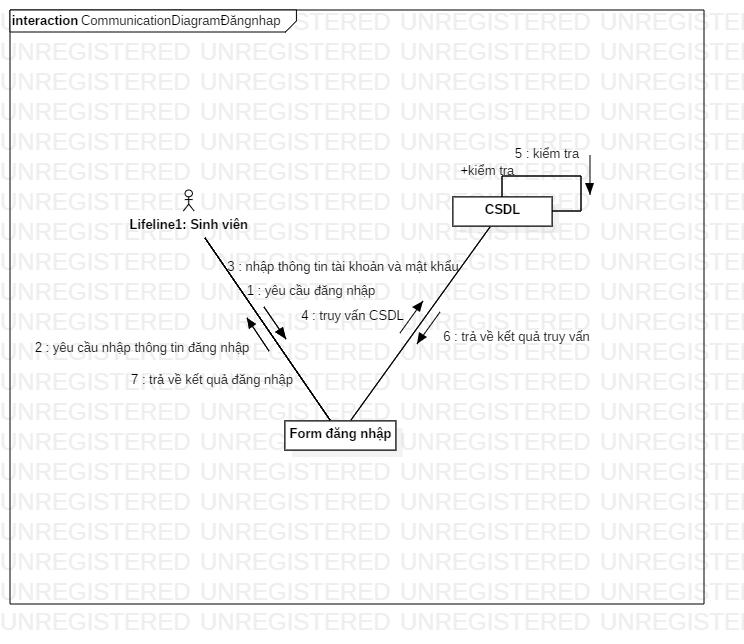 interaction CommunicationDiagramĐăngnhap
5 : kiểm tra
+kiểm tra
CSDL
Lifeline1: Sinh viên
3 : nhập thông tin tài khoản và mật khẩu
1 : yêu cầu đăng nhập
4 : truy vấn CSDL
6 : trả về kết quả truy vấn
2 : yêu cầu nhập thông tin đăng nhập
7 : trả về kết quả đăng nhập
Form đăng nhập
UNREGISTERED